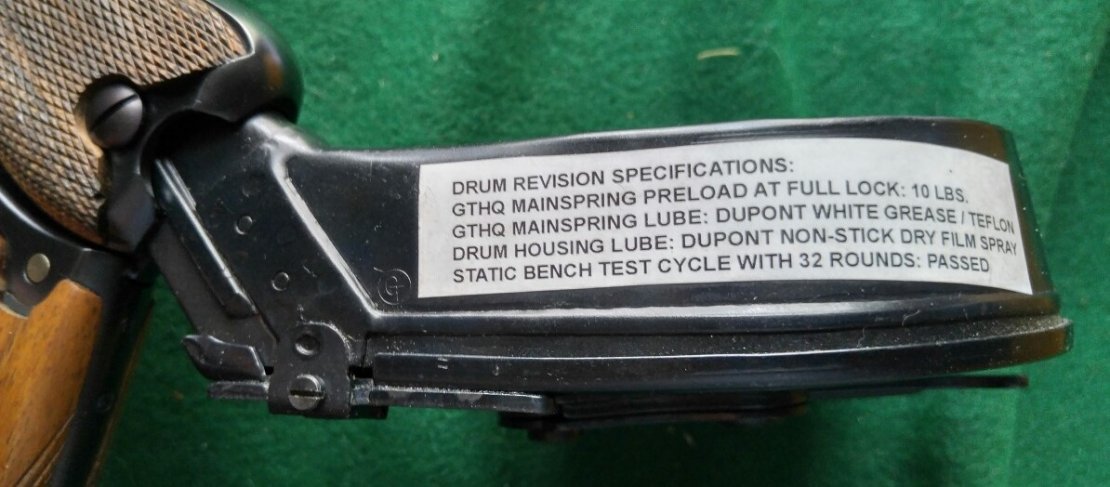 DRUM REVISION SPECIFICATIONS:
GTHQ MAINSPRING PRELOAD AT FULL LOCK: 10 LBS.
GTHQ MAINSPRING LUBE: DUPONT WHITE GREASE / TEFLON
DRUM HOUSING LUBE: DUPONT NON-STICK DRY FILM SPRAY
STATIC BENCH TEST CYCLE WITH 32 ROUNDS: PASSED